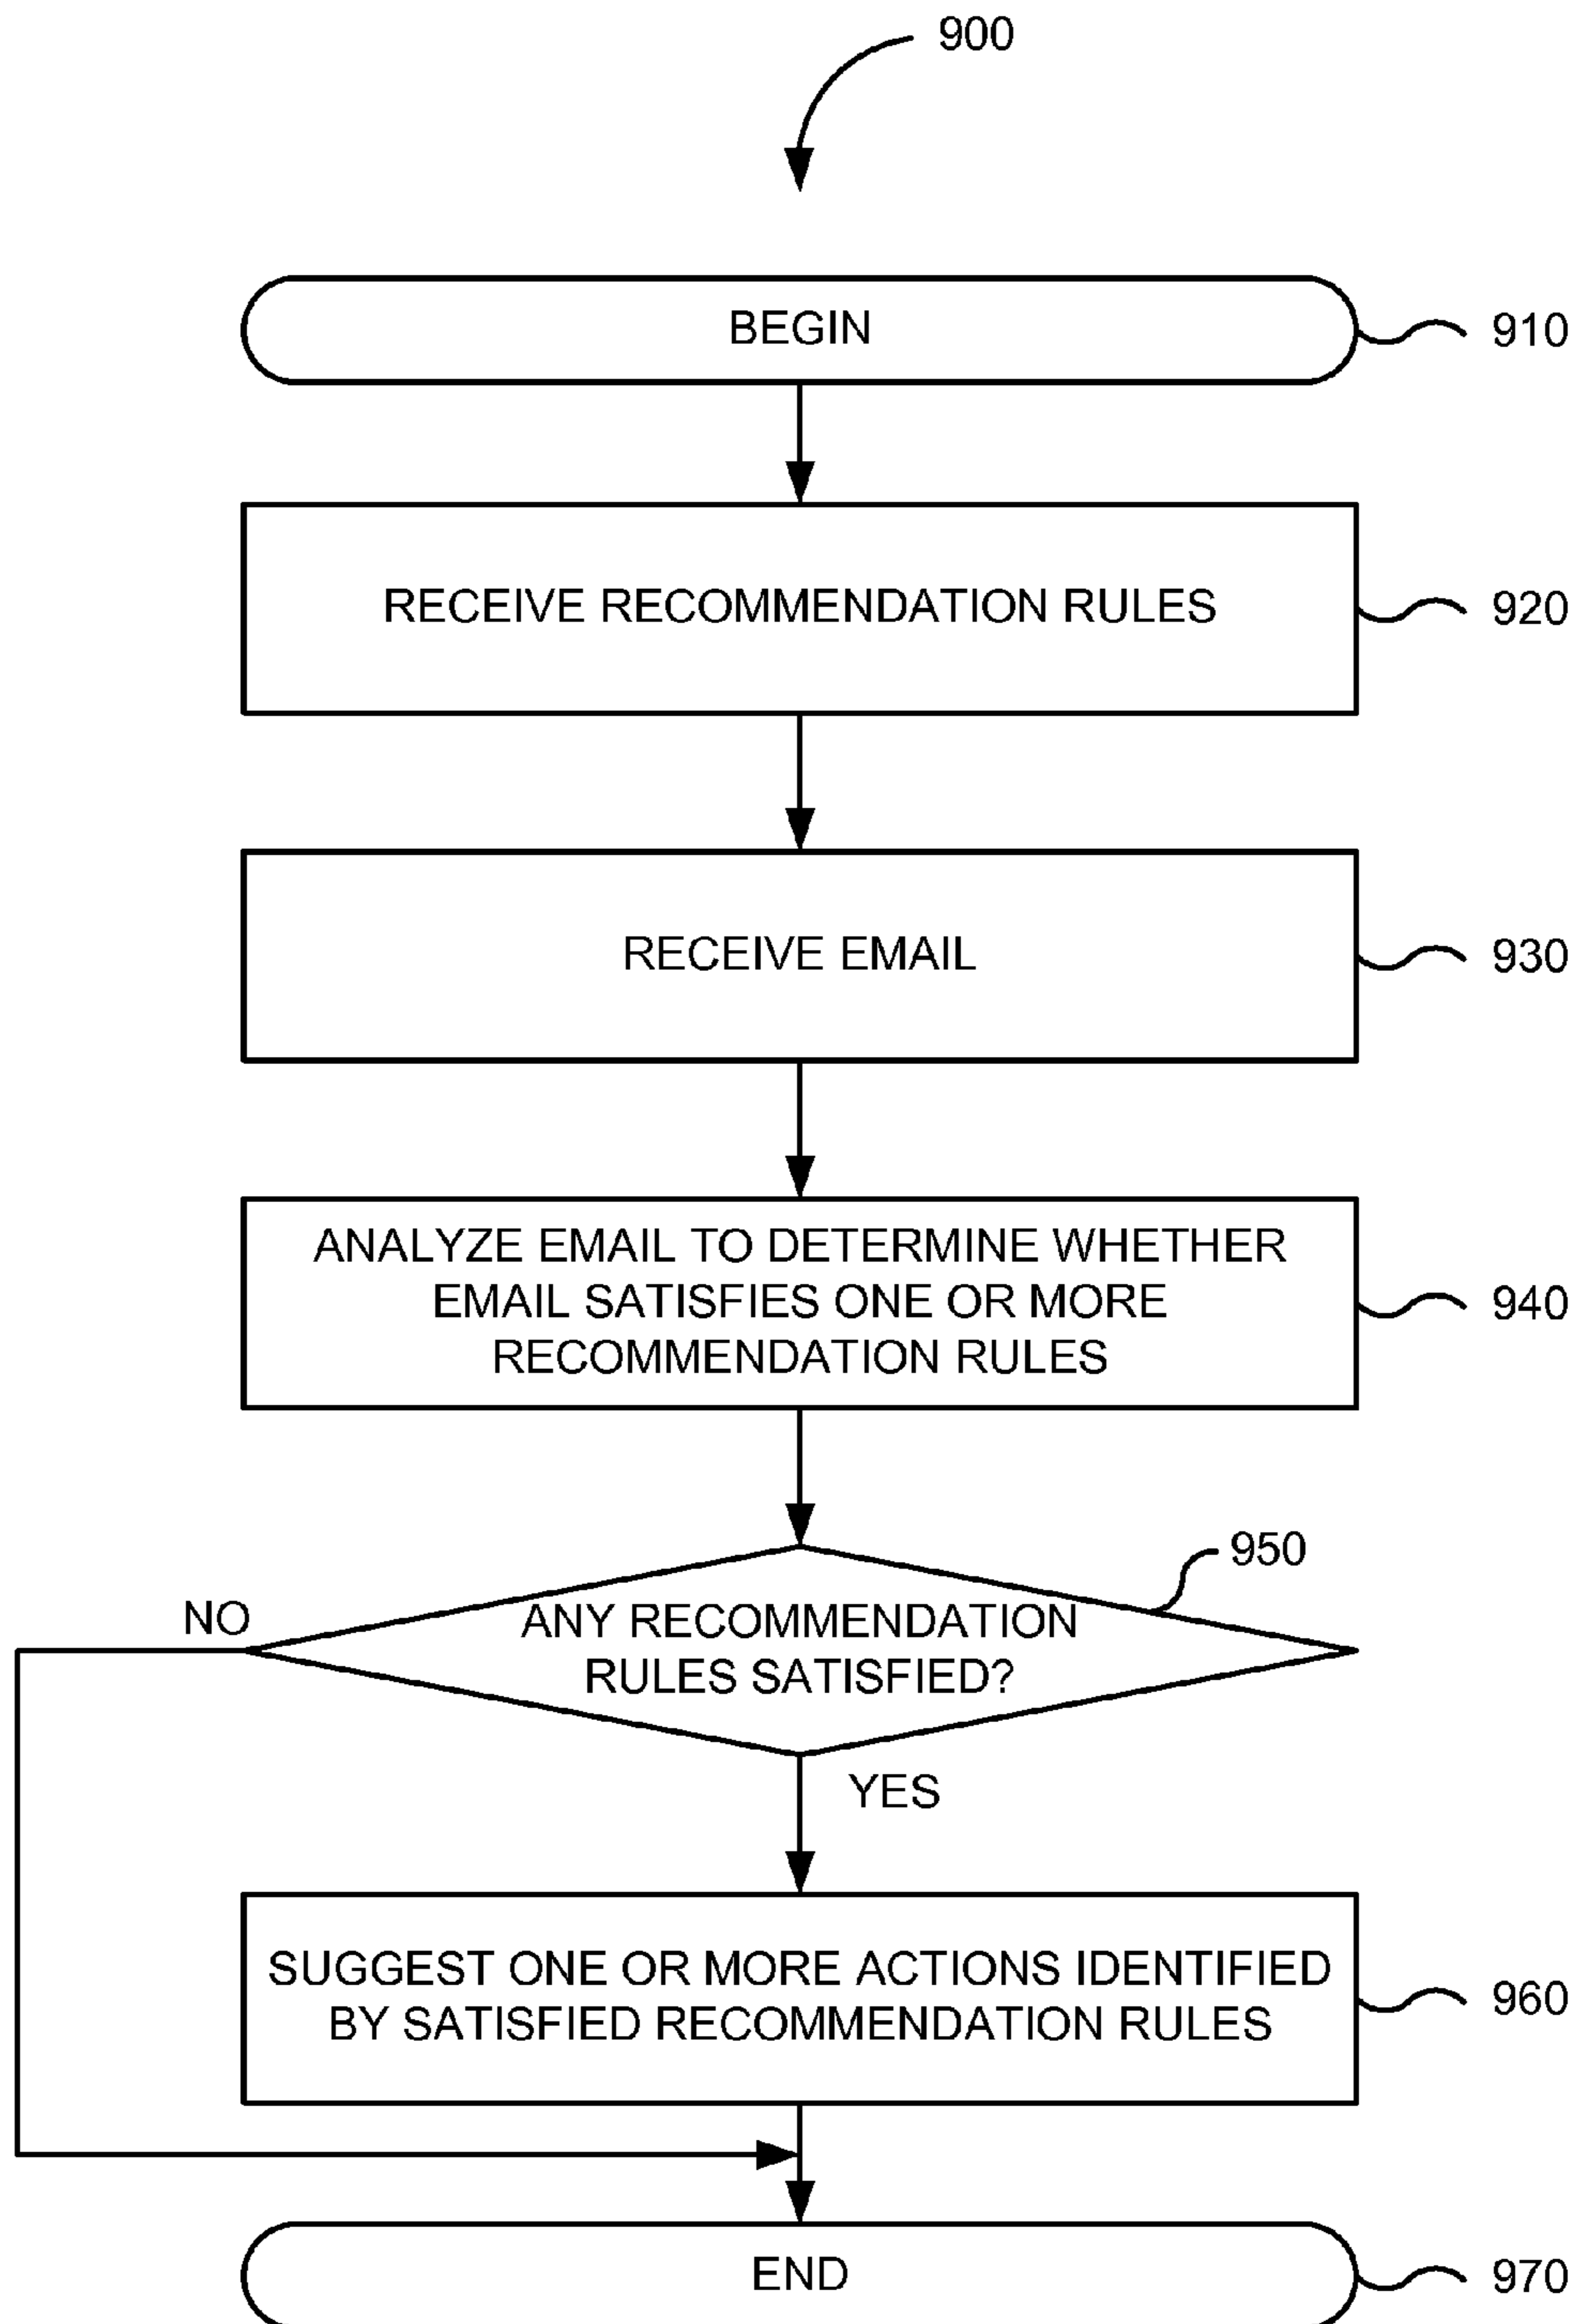 900
BEGIN
910
RECEIVE RECOMMENDATION RULES
920
RECEIVE EMAIL
930
ANALYZE EMAIL TO DETERMINE WHETHER
EMAIL SATISFIES ONE OR MORE
RECOMMENDATION RULES
940
950
NO
ANY RECOMMENDATION
RULES SATISFIED?
YES
SUGGEST ONE OR MORE ACTIONS IDENTIFIED
BY SATISFIED RECOMMENDATION RULES
960
END
970